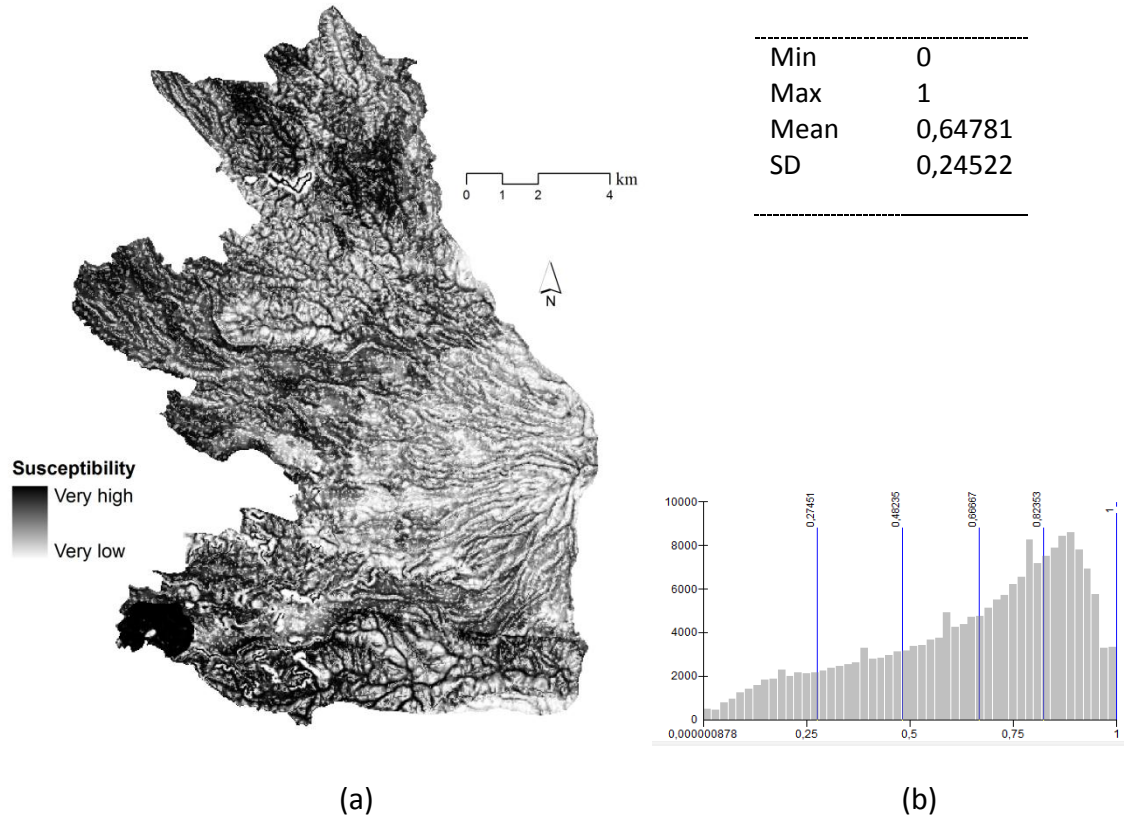 Min 0
Max 1
Mean 0,64781
SD 0,24522
km
0 1 2 4
N
Susceptibility
Very high
Very low
0,27451 0,48235 0,66667 0,82353 1
10000
8000
6000
4000
2000
0
0,000000878 0,25 0,5 0,75 1
(a) (b)